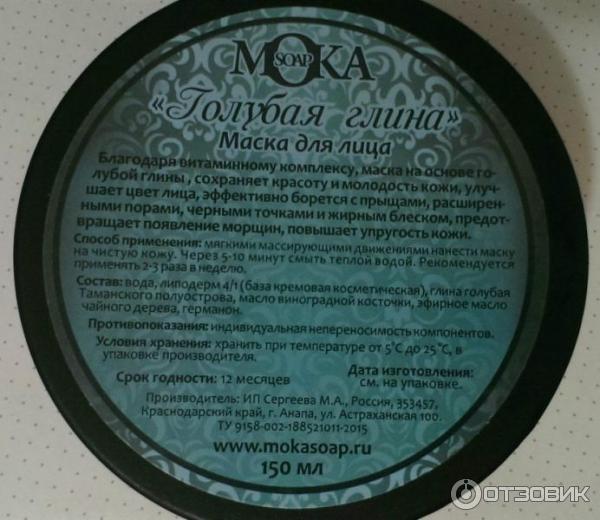 MOKA
SOAP
«Голубая глина»
Маска для лица
Благодаря витаминному комплексу, маска на основе го-
лубой глины , сохраняет красоту и молодость кожи, улуч-
шает цвет лица, эффективно борется с прыщами, расширен-
ными порами, черными точками и жирным блеском, предот-
вращает появление морщин, повышает упругость кожи.
Способ применения: мягкими массирующими движениями нанести маску
на чистую кожу. Через 5-10 минут смыть теплой водой. Рекомендуется
применять 2-3 раза в неделю.
Состав: вода, липодерм 4/1 (база кремовая косметическая), глина голубая
Таманского полуострова, масло виноградной косточки, эфирное масло
чайного дерева, германон.
Противопоказания: индивидуальная непереносимость компонентов.
Условия хранения: хранить при температуре от 5°С до 25°С, в
упаковке производителя.
Срок годности: 12 месяцев
Дата изготовления:
см. на упаковке.
Производитель: ИП Сергеева М.А., Россия, 353457,
Краснодарский край, г. Анапа, ул. Астраханская 100.
ТУ 9158-002-188521011-2015
www.mokasoap.ru
150 мл
ОТЗОВИК